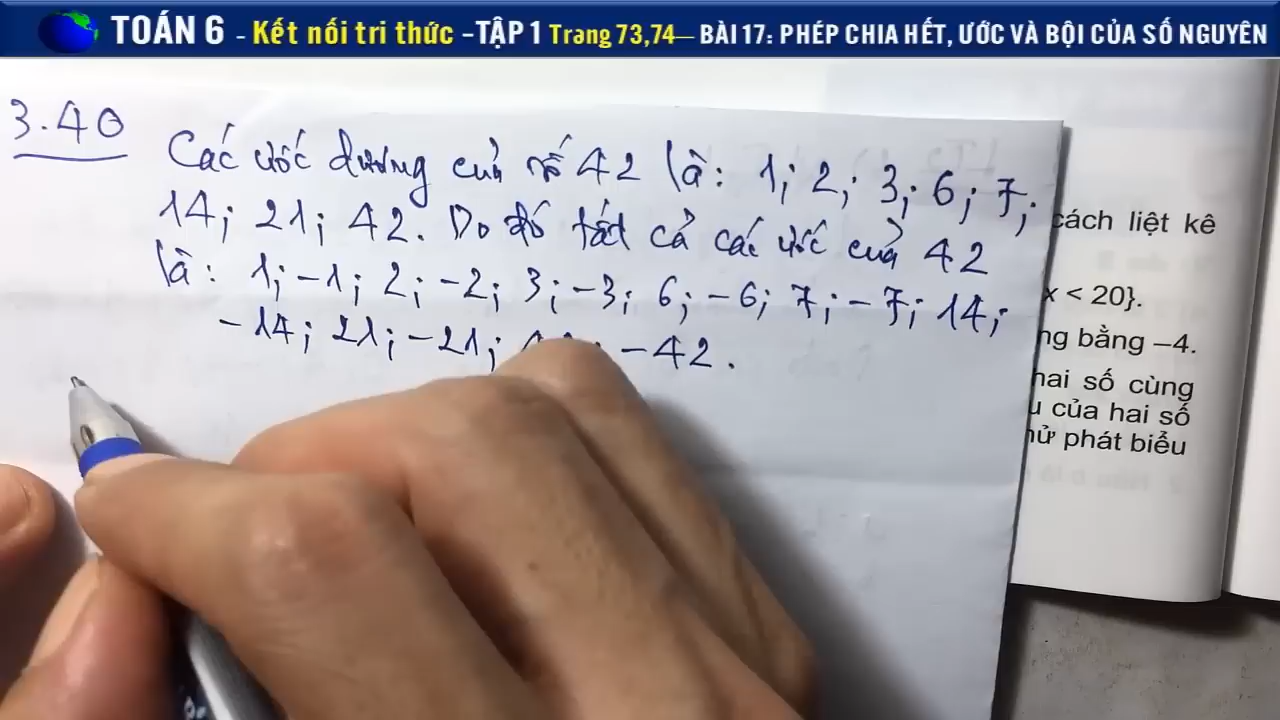 TOÁN 6 - Kết nối tri thức -TẬP 1 Trang 73,74— BÀI 17: PHÉP CHIA HẾT, ƯỚC VÀ BỘI CỦA SỐ NGUYÊN
3.40
Các ước dương của số 42 là: 1; 2; 3; 6; 7;
14; 21; 42. Do đó tất cả các ước của 42
là: 1; -1; 2; -2; 3; -3; 6; -6; 7; -7; 14;
-14; 21; -21; -42.
cách liệt kê
x < 20}.
ng bằng –4.
hai số cùng
u của hai số
hử phát biểu